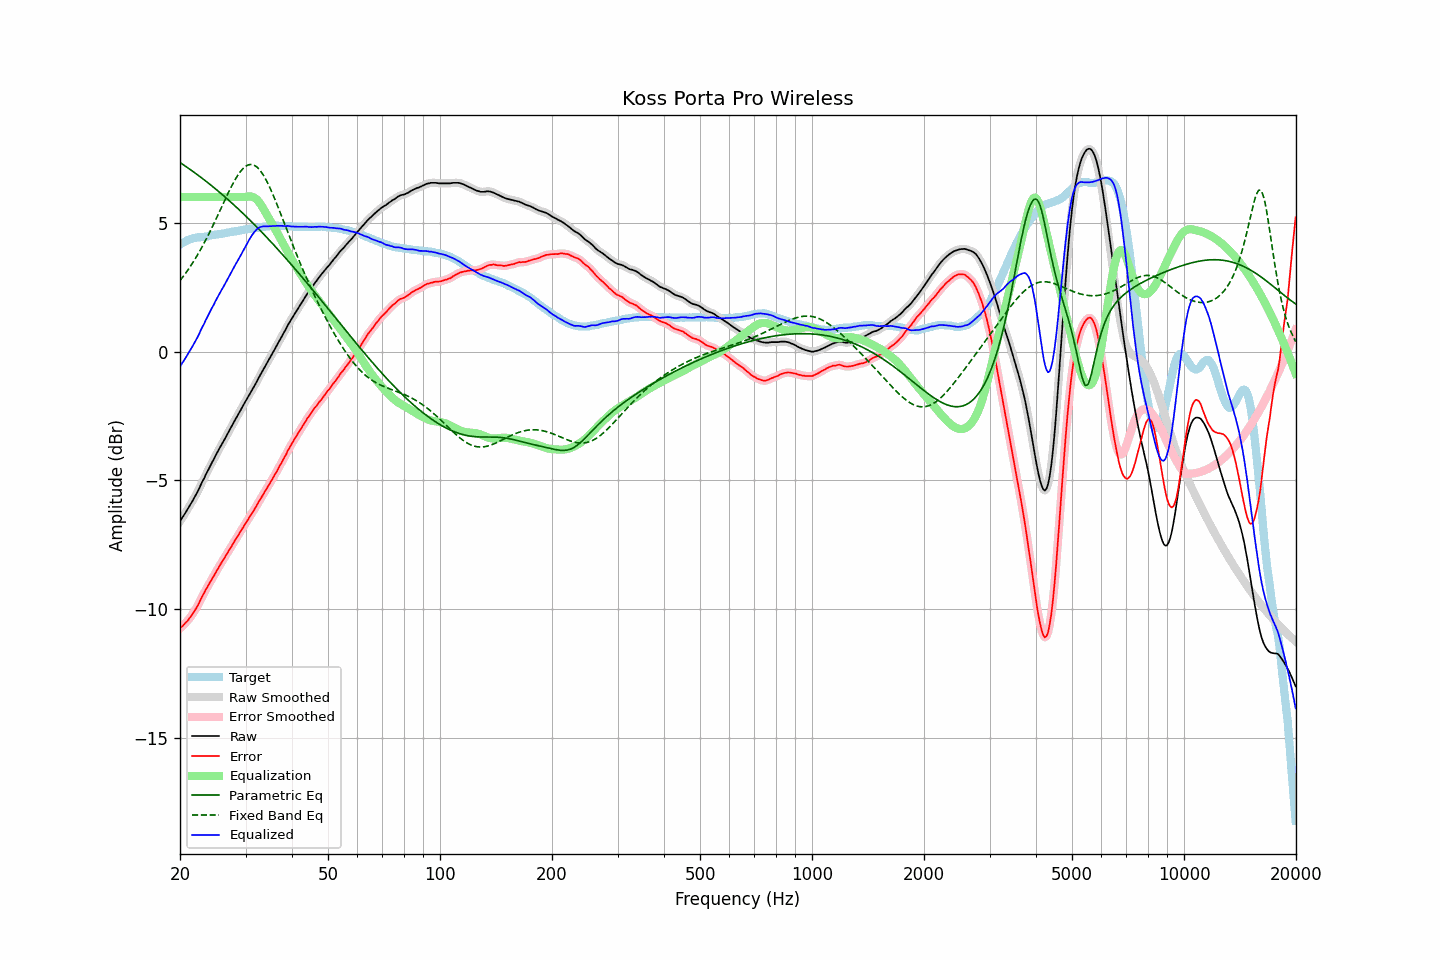 Koss Porta Pro Wireless
Amplitude (dBr)
5
0
−5
−10
−15
Target
Raw Smoothed
Error Smoothed
Raw
Error
Equalization
Parametric Eq
Fixed Band Eq
Equalized
20 50 100 200 500 1000 2000 5000 10000 20000
Frequency (Hz)